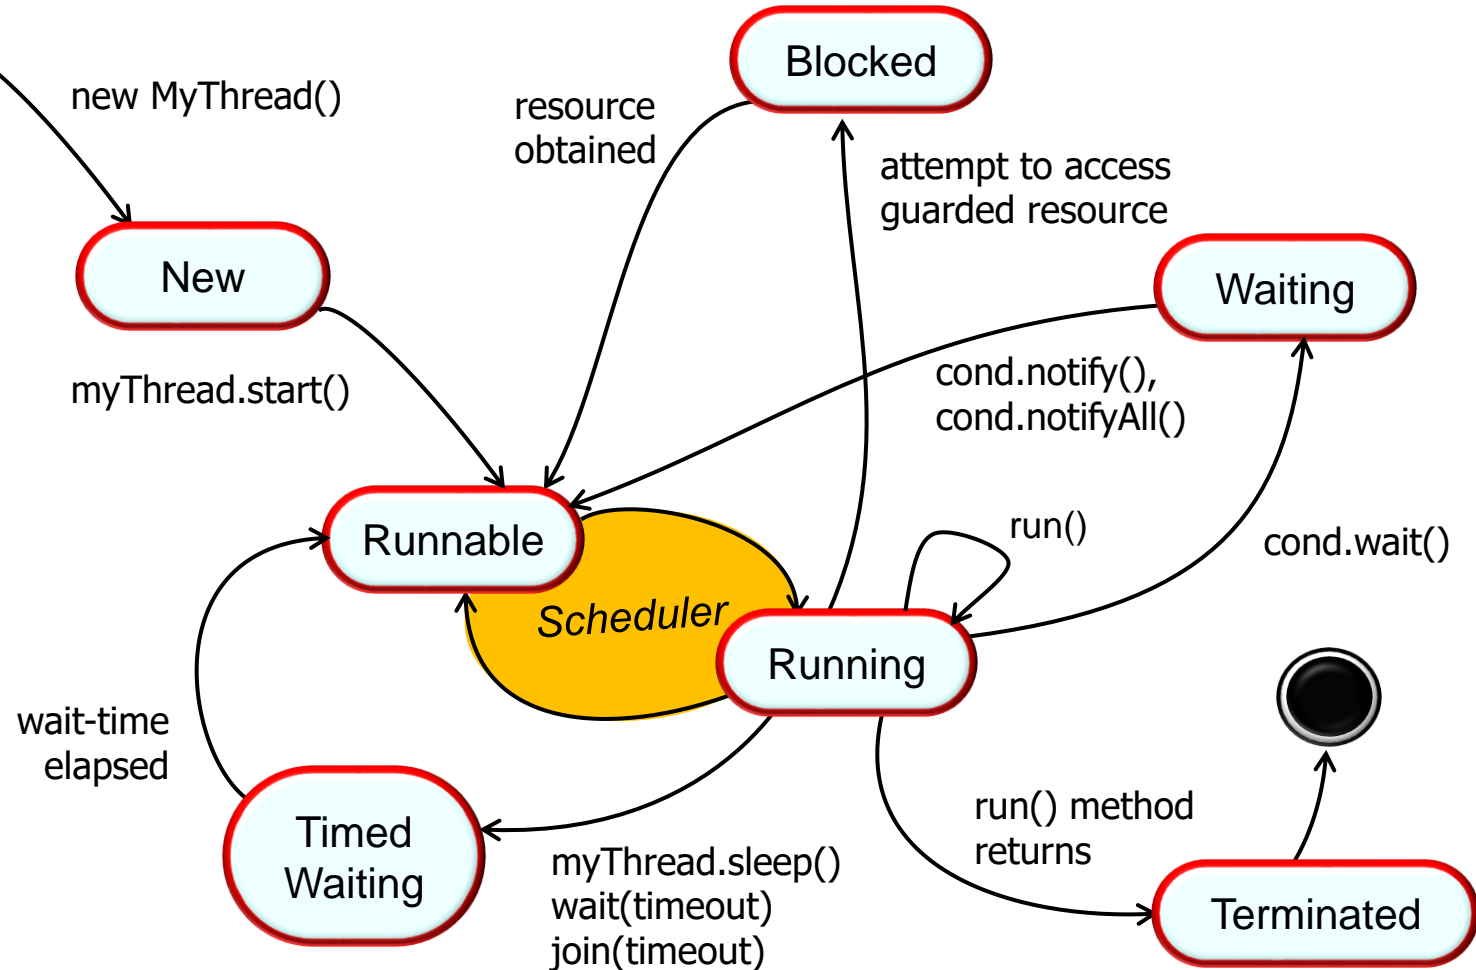 Blocked
new MyThread()
resource
obtained
attempt to access
guarded resource
New
Waiting
myThread.start()
cond.notify(),
cond.notifyAll()
Runnable
run()
cond.wait()
Scheduler
Running
wait-time
elapsed
Timed
Waiting
run() method
returns
myThread.sleep()
wait(timeout)
join(timeout)
Terminated